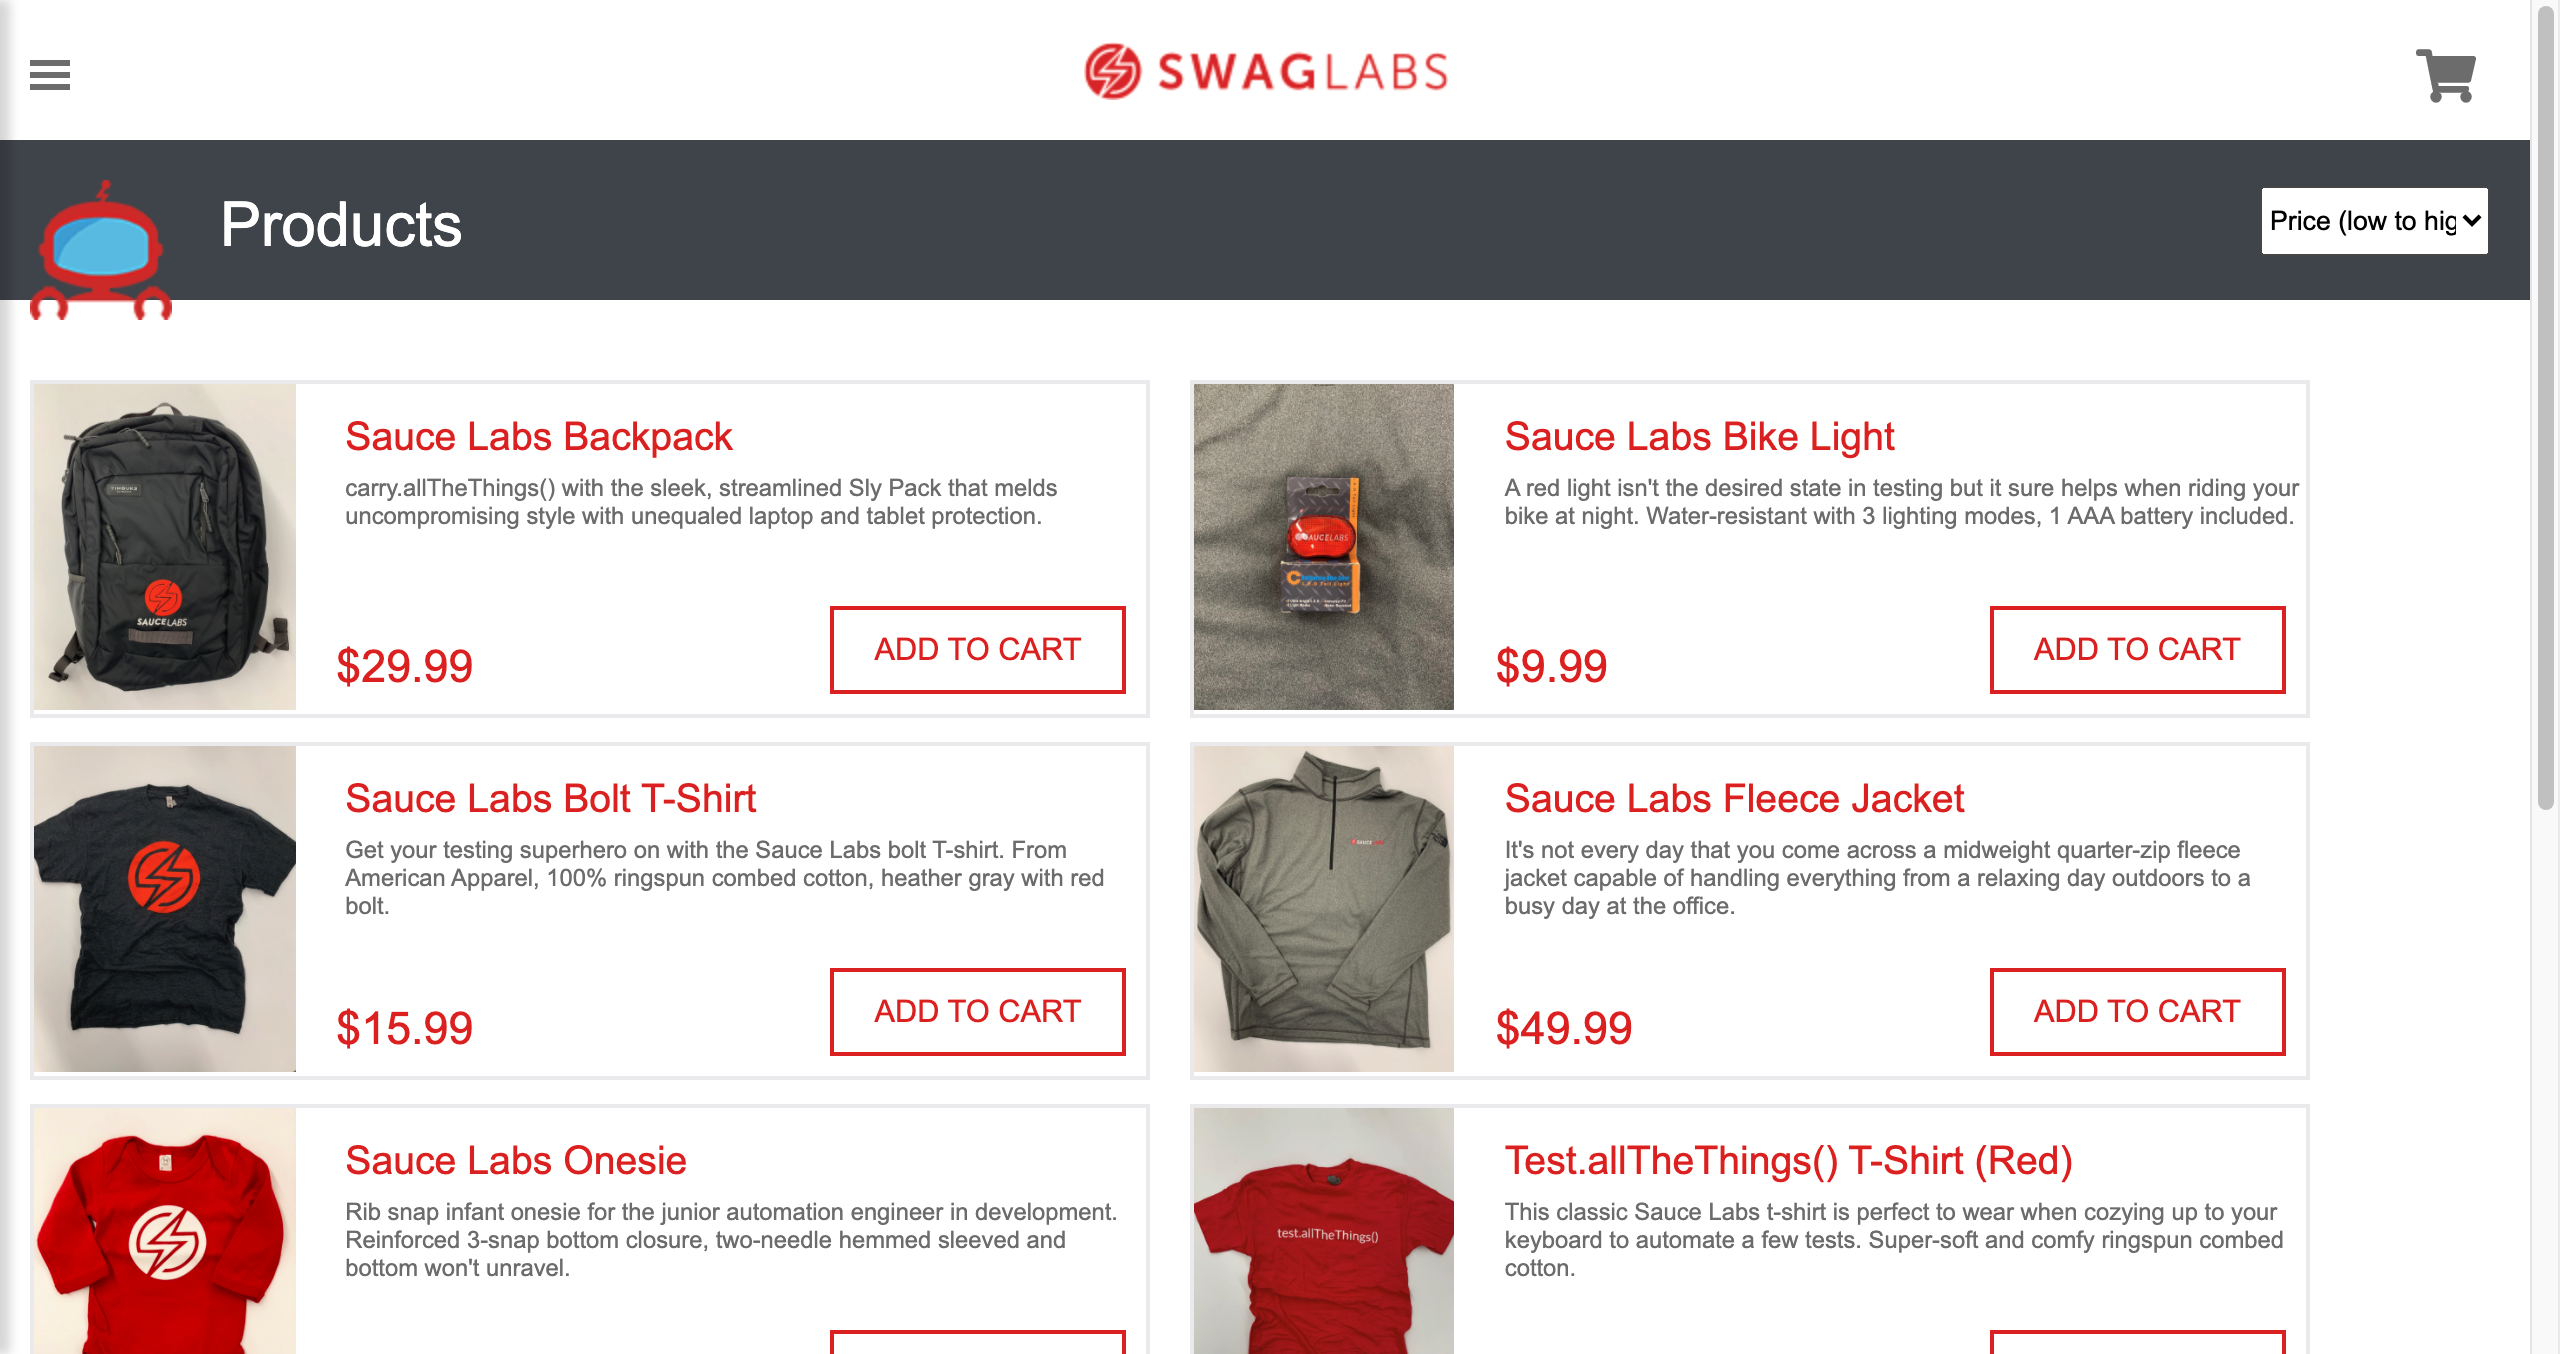 SWAGLABS
Products
Price (low to hig
Sauce Labs Backpack
carry.allTheThings() with the sleek, streamlined Sly Pack that melds
uncompromising style with unequaled laptop and tablet protection.
$29.99
ADD TO CART
SAUCELABS
Sauce Labs Bike Light
A red light isn't the desired state in testing but it sure helps when riding your
bike at night. Water-resistant with 3 lighting modes, 1 AAA battery included.
$9.99
ADD TO CART
SAUCELABS
Sauce Labs Bolt T-Shirt
Get your testing superhero on with the Sauce Labs bolt T-shirt. From
American Apparel, 100% ringspun combed cotton, heather gray with red
bolt.
$15.99
ADD TO CART
Sauce Labs Fleece Jacket
It's not every day that you come across a midweight quarter-zip fleece
jacket capable of handling everything from a relaxing day outdoors to a
busy day at the office.
$49.99
ADD TO CART
Sauce Labs Onesie
Rib snap infant onesie for the junior automation engineer in development.
Reinforced 3-snap bottom closure, two-needle hemmed sleeved and
bottom won't unravel.
Test.allTheThings() T-Shirt (Red)
This classic Sauce Labs t-shirt is perfect to wear when cozying up to your
keyboard to automate a few tests. Super-soft and comfy ringspun combed
cotton.
test.allTheThings()